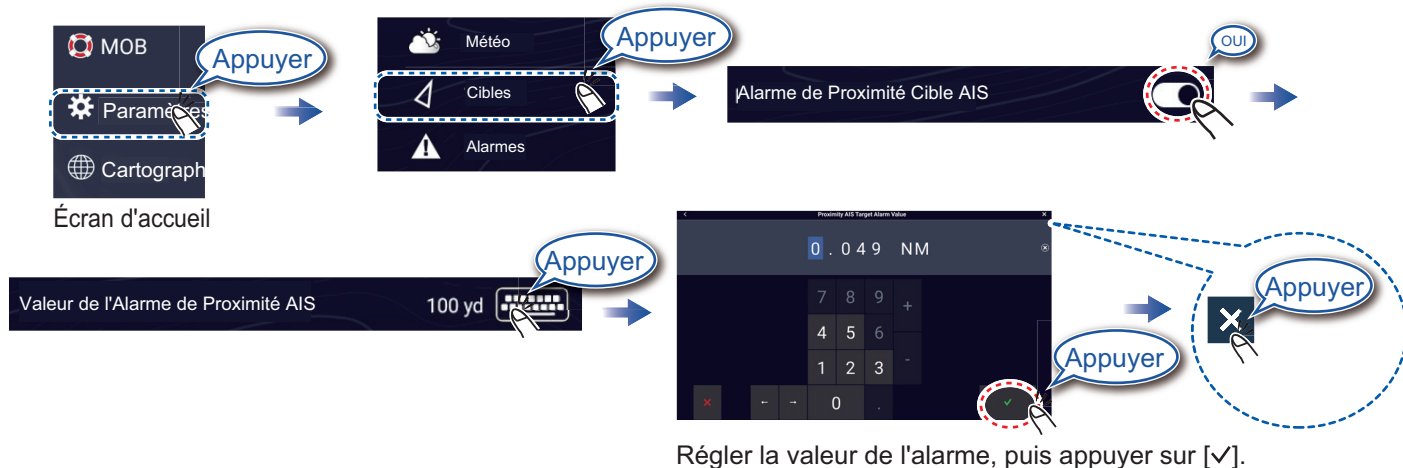 MOB
Appuyer
Paramètres
Cartograph
Écran d'accueil
Météo
Appuyer
Cibles
Alarmes
OUI
Alarme de Proximité Cible AIS
Valeur de l'Alarme de Proximité AIS
100 yd
Appuyer
Proximity AIS Target Alarm Value
0.049 NM
7 8 9 +
4 5 6
1 2 3 -
← → 0 .
Appuyer
Appuyer
Régler la valeur de l'alarme, puis appuyer sur [✓].